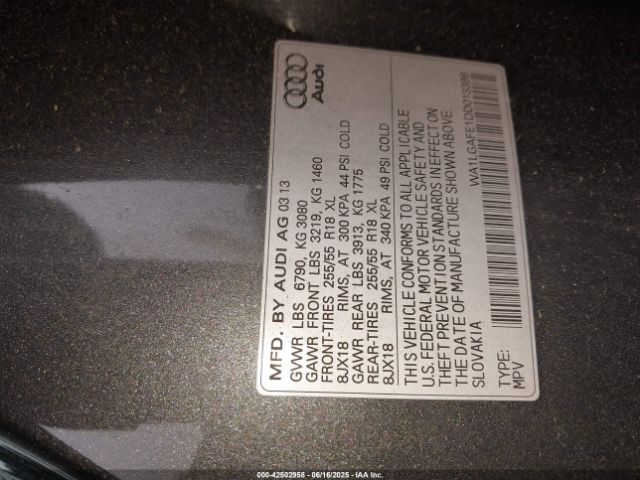 Audi
MFD. BY AUDI AG 03 13
GVWR LBS 6790, KG 3080
GAWR FRONT LBS 3219, KG 1460
FRONT-TIRES 255/55 R18 XL
8JX18 RIMS, AT 300 KPA 44 PSI COLD
GAWR REAR LBS 3913, KG 1775
REAR-TIRES 255/55 R18 XL
8JX18 RIMS, AT 340 KPA 49 PSI COLD
THIS VEHICLE CONFORMS TO ALL APPLICABLE
U.S. FEDERAL MOTOR VEHICLE SAFETY AND
THEFT PREVENTION STANDARDS IN EFFECT ON
THE DATE OF MANUFACTURE SHOWN ABOVE.
SLOVAKIA
WA1LGAFE1DD013396
TYPE:
MPV
000-42502958 - 06/16/2025 - IAA Corp.